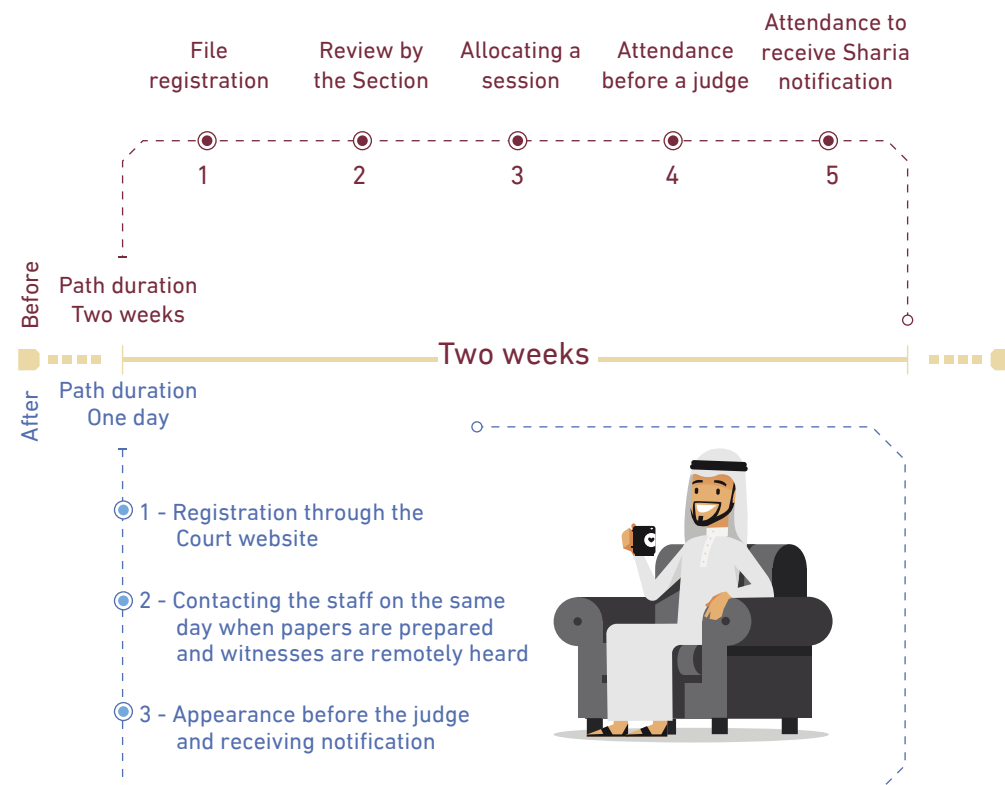 File
registration
Review by
the Section
Allocating a
session
Attendance
before a judge
Attendance to
receive Sharia
notification
1
2
3
4
5
Before
Path duration
Two weeks
Two weeks
After
Path duration
One day
1 - Registration through the
Court website
2 - Contacting the staff on the same
day when papers are prepared
and witnesses are remotely heard
3 - Appearance before the judge
and receiving notification